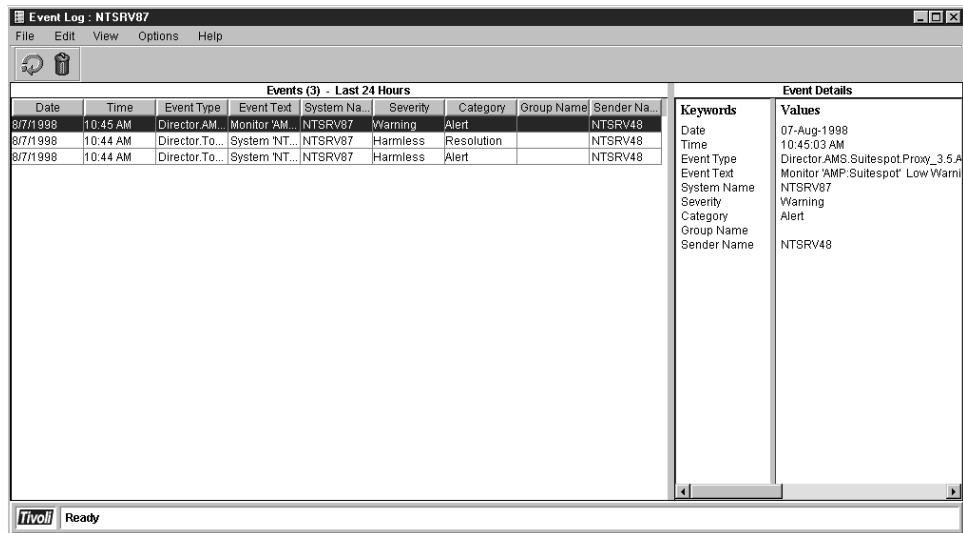 Event Log : NTSRV87
File Edit View Options Help
Events (3) - Last 24 Hours
Date Time Event Type Event Text System Na... Severity Category Group Name Sender Na...
8/7/1998 10:45 AM Director.AM... Monitor 'AM... NTSRV87 Warning Alert NTSRV48
8/7/1998 10:44 AM Director.To... System 'NT... NTSRV87 Harmless Resolution NTSRV48
8/7/1998 10:44 AM Director.To... System 'NT... NTSRV87 Harmless Alert NTSRV48
Event Details
Keywords Values
Date 07-Aug-1998
Time 10:45:03 AM
Event Type Director.AMS.Suitespot.Proxy_3.5.A
Event Text Monitor 'AMP:Suitespot' Low Warni
System Name NTSRV87
Severity Warning
Category Alert
Group Name
Sender Name NTSRV48
Tivoli Ready